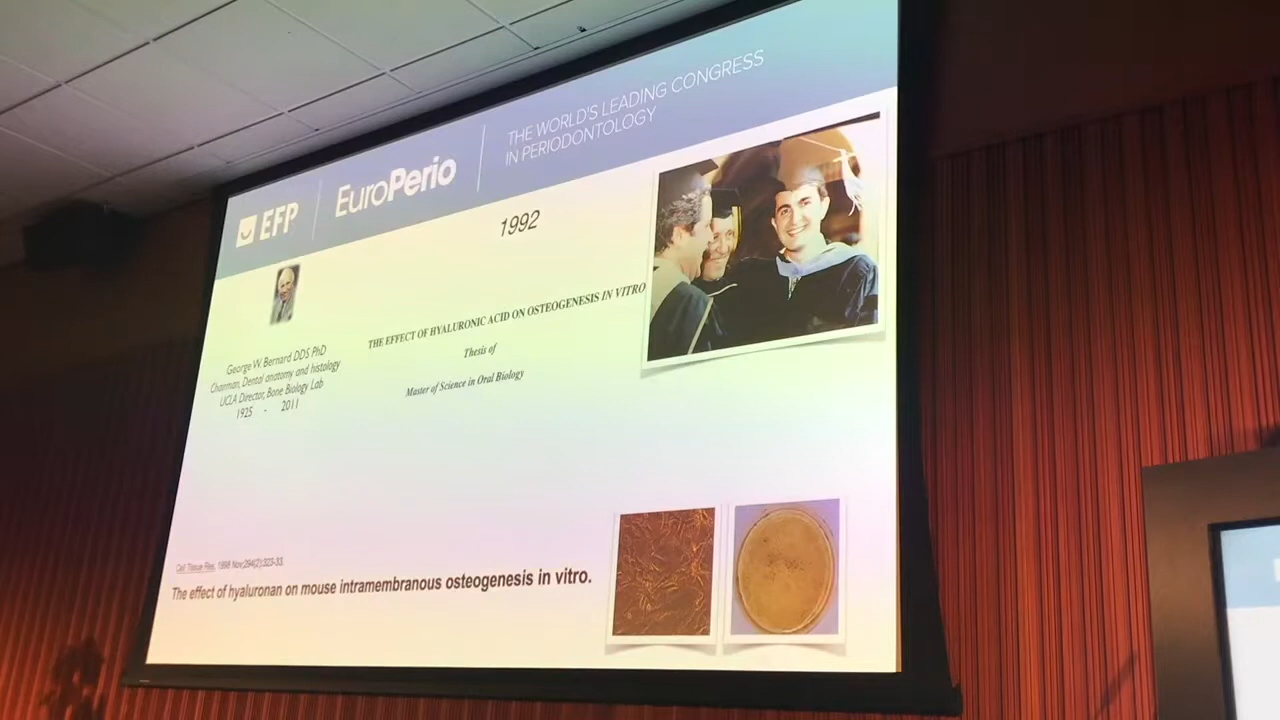 EFP
EuroPerio
THE WORLD'S LEADING CONGRESS
IN PERIODONTOLOGY
1992
THE EFFECT OF HYALURONIC ACID ON OSTEOGENESIS IN VITRO
Thesis of
Master of Science in Oral Biology
George W. Bernard DDS PhD
Chairman, Dental anatomy and histology
UCLA Director, Bone Biology Lab
1925 - 2011
Cell Tissue Res. 1998 Nov;294(2):323-33.
The effect of hyaluronan on mouse intramembranous osteogenesis in vitro.